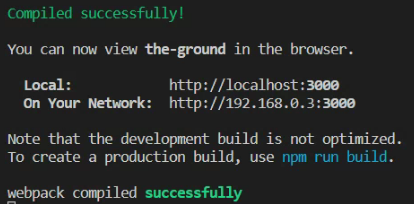 Compiled successfully!
You can now view the-ground in the browser.
Local: http://localhost:3000
On Your Network: http://192.168.0.3:3000
Note that the development build is not optimized.
To create a production build, use npm run build.
webpack compiled successfully